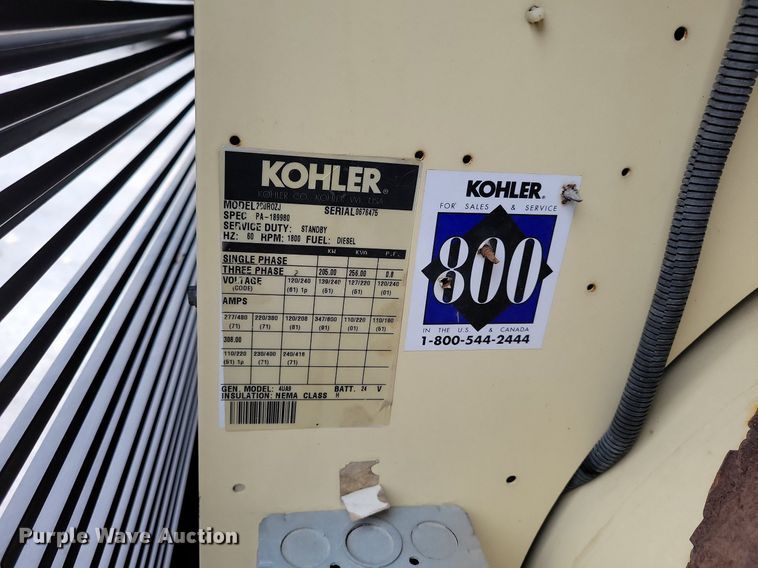 KOHLER®
KOHLER CO. KOHLER WI. USA
MODEL 200ROZJ
SERIAL 0676475
SPEC PA-189980
SERVICE DUTY: STANDBY
HZ: 60 RPM: 1800 FUEL: DIESEL
KW KVA P.F.
SINGLE PHASE
THREE PHASE 205.00 256.00 0.8
VOLTAGE 120/240 139/240 127/220 120/240
(CODE) (61) 1p (61) (61) (01)
AMPS
277/480 220/380 120/208 347/600 110/220 110/190
(71) (71) (61) (91) (01) (61)
308.00
110/220 230/400 240/416
(61) 1p (71) (71)
GEN. MODEL: 4UA9 BATT. 24 V
INSULATION: NEMA CLASS H
KOHLER®
FOR SALES & SERVICE
800
IN THE U.S. & CANADA
1-800-544-2444
Purple Wave Auction®